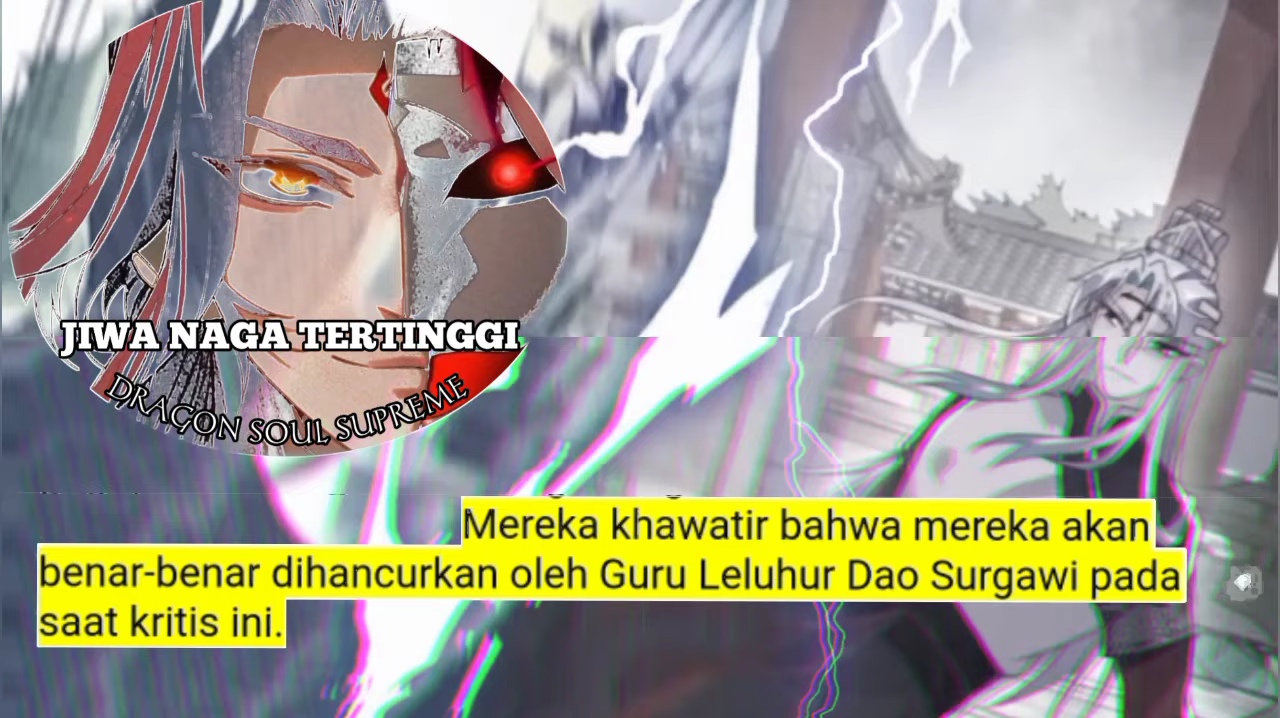 JIWA NAGA TERTINGGI
DRAGON SOUL SUPREME
Mereka khawatir bahwa mereka akan
benar-benar dihancurkan oleh Guru Leluhur Dao Surgawi pada
saat kritis ini.